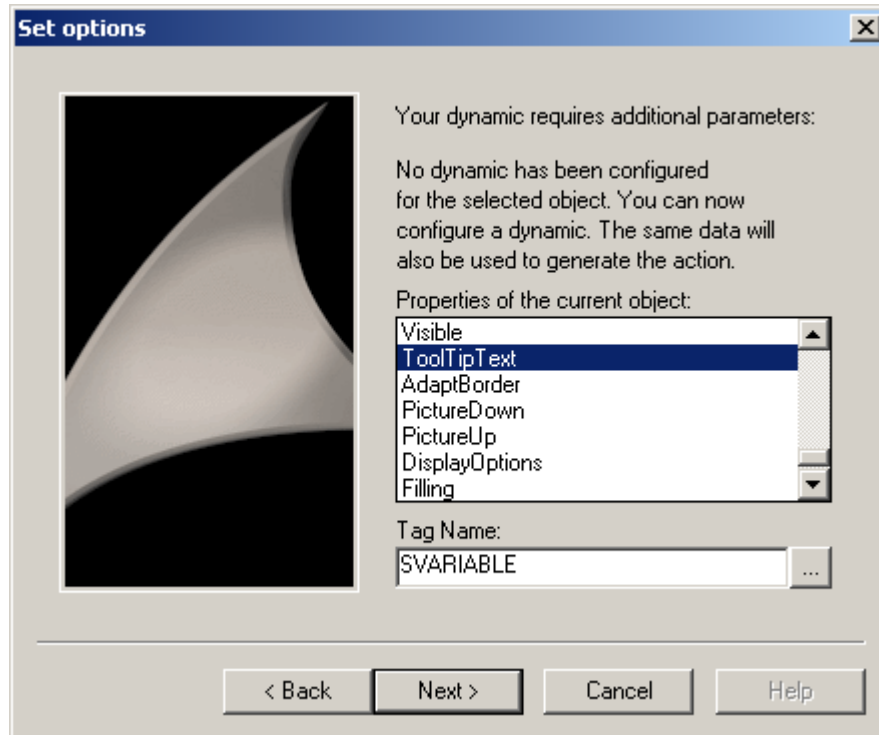 Set options
Your dynamic requires additional parameters:
No dynamic has been configured
for the selected object. You can now
configure a dynamic. The same data will
also be used to generate the action.
Properties of the current object:
Visible
ToolTipText
AdaptBorder
PictureDown
PictureUp
DisplayOptions
Filling
Tag Name:
SVARIABLE
...
< Back
Next >
Cancel
Help